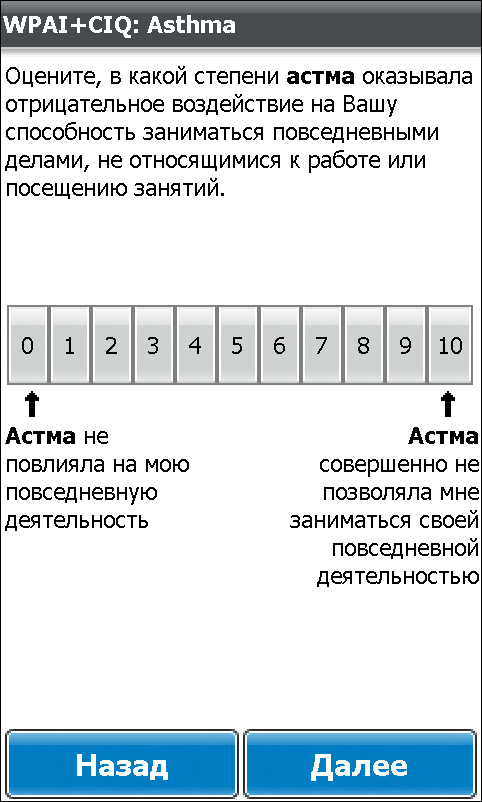 WPAI+CIQ: Asthma
Оцените, в какой степени астма оказывала
отрицательное воздействие на Вашу
способность заниматься повседневными
делами, не относящимися к работе или
посещению занятий.
0 1 2 3 4 5 6 7 8 9 10
Астма не
повлияла на мою
повседневную
деятельность
Астма
совершенно не
позволяла мне
заниматься своей
повседневной
деятельностью
Назад
Далее